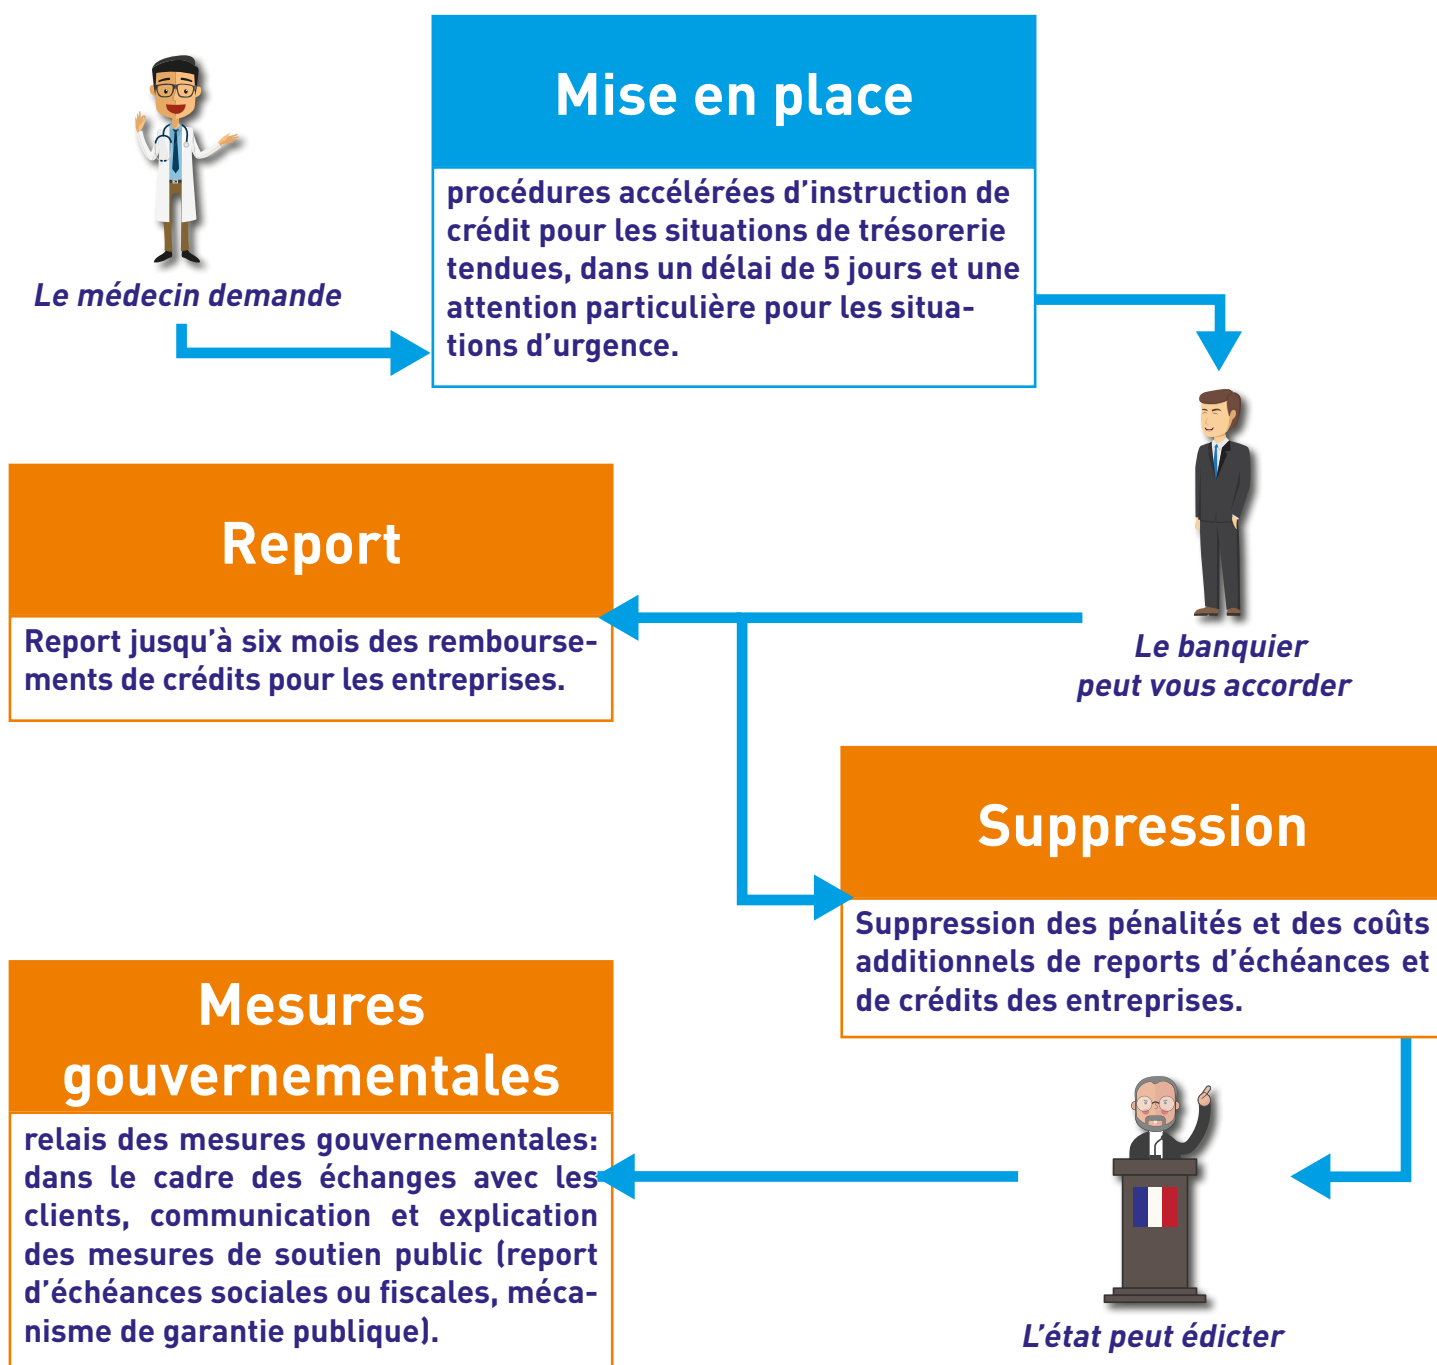 Mise en place
procédures accélérées d’instruction de
crédit pour les situations de trésorerie
tendues, dans un délai de 5 jours et une
attention particulière pour les situa-
tions d’urgence.
Le médecin demande
Report
Report jusqu’à six mois des rembourse-
ments de crédits pour les entreprises.
Le banquier
peut vous accorder
Suppression
Suppression des pénalités et des coûts
additionnels de reports d’échéances et
de crédits des entreprises.
Mesures
gouvernementales
relais des mesures gouvernementales:
dans le cadre des échanges avec les
clients, communication et explication
des mesures de soutien public (report
d’échéances sociales ou fiscales, méca-
nisme de garantie publique).
L’état peut édicter